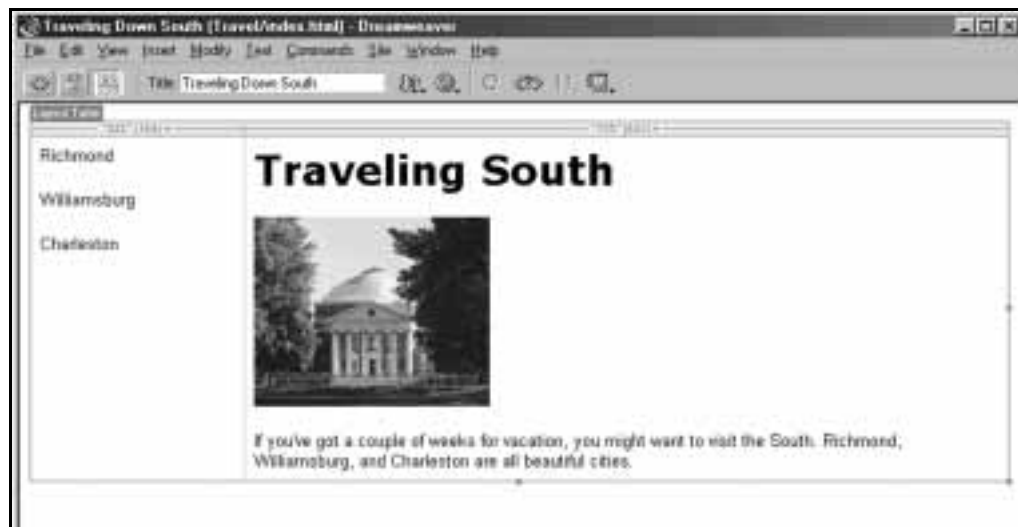 Traveling Down South (Travel/index.html) - Dreamweaver
File Edit View Insert Modify Text Commands Site Window Help
Title: Traveling Down South
Layout Table
Richmond
Williamsburg
Charleston
Traveling South
If you've got a couple of weeks for vacation, you might want to visit the South. Richmond,
Williamsburg, and Charleston are all beautiful cities.